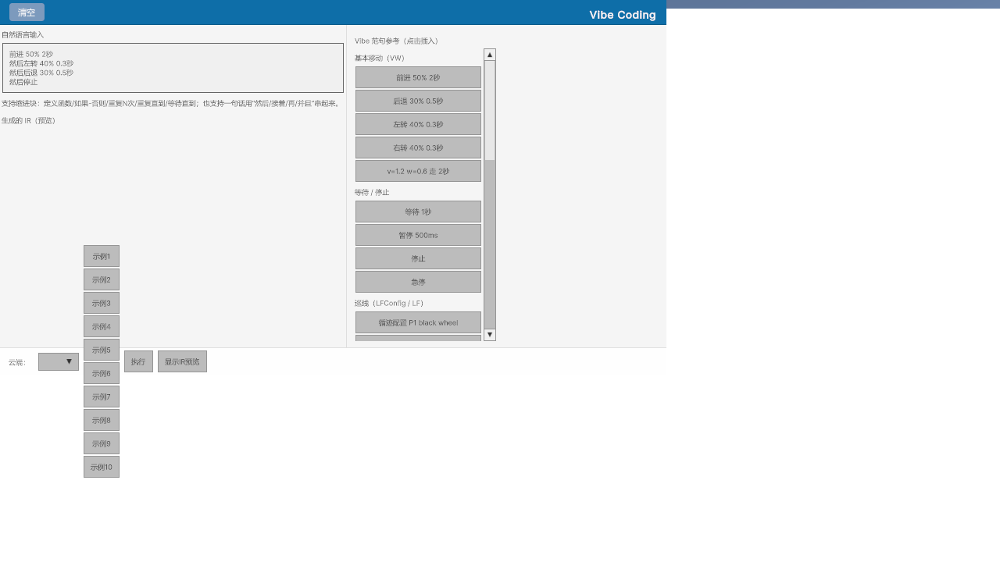 清空
Vibe Coding
自然语言输入
前进 50% 2秒
然后左转 40% 0.3秒
然后后退 30% 0.5秒
然后停止
支持缩进块：定义函数/如果-否则/重复N次/重复直到/等待直到；也支持一句话用“然后/接着/再/并且”串起来。
生成的 IR（预览）
Vibe 范句参考（点击插入）
基本移动（VW）
前进 50% 2秒
后退 30% 0.5秒
左转 40% 0.3秒
右转 40% 0.3秒
v=1.2 w=0.6 走 2秒
等待 / 停止
等待 1秒
暂停 500ms
停止
急停
巡线（LFConfig / LF）
循迹配置 P1 black wheel
示例1
示例2
示例3
示例4
示例5
示例6
示例7
示例8
示例9
示例10
云端：
执行
显示IR预览